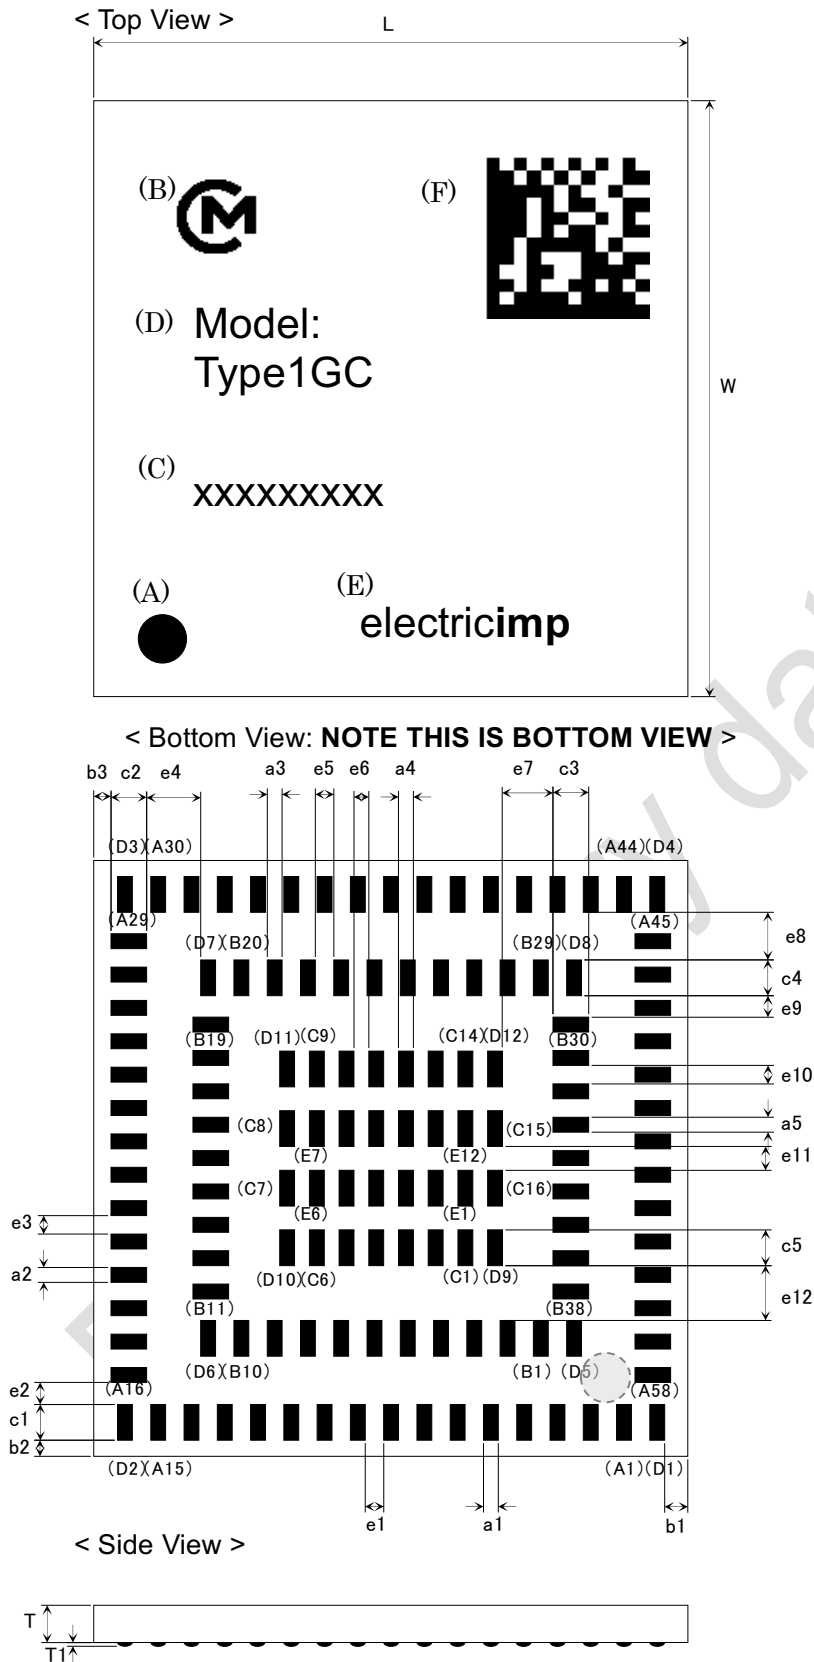 < Top View >
L
(B) CM
(F)
(D) Model:
Type1GC
W
(C)
xxxxxxxxx
(A)
(E)
electricimp
< Bottom View: NOTE THIS IS BOTTOM VIEW >
b3 c2 e4 a3 e5 e6 a4 e7 c3
(D3)(A30) (A44)(D4)
(A29) (A45)
e8
(D7)(B20) (B29)(D8)
c4
e9
(B19) (D11)(C9) (C14)(D12) (B30)
e10
(C8) (C15) a5
(E7) (E12) e11
(C7) (C16)
(E6) (E1)
e3
c5
a2
(D10)(C6) (C1)(D9)
e12
(B11) (B38)
(D6)(B10) (B1) (D5)
e2 (A16) (A58)
c1
b2
(D2)(A15) (A1)(D1)
e1 a1 b1
< Side View >
T
T1